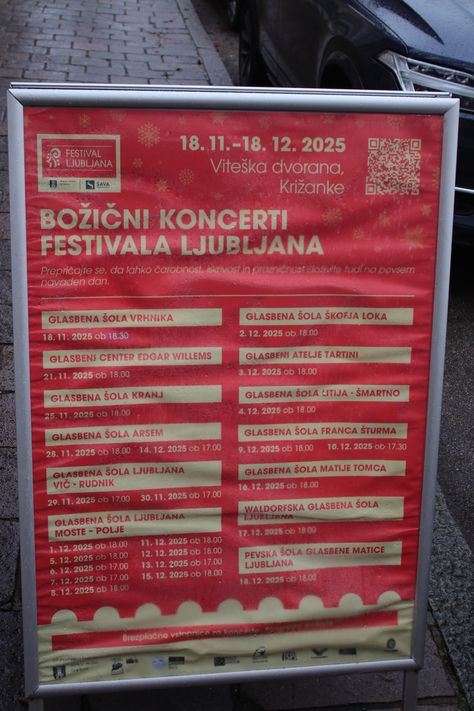 FESTIVAL
LJUBLJANA
SAVA
18. 11.–18. 12. 2025
Viteška dvorana,
Križanke
BOŽIČNI KONCERTI
FESTIVALA LJUBLJANA
Prepričajte se, da lahko čarobnost, iskrivost in prazničnost doživite tudi na povsem
navaden dan.
GLASBENA ŠOLA VRHNIKA
18. 11. 2025 ob 18.30
GLASBENI CENTER EDGAR WILLEMS
21. 11. 2025 ob 18.00
GLASBENA ŠOLA KRANJ
25. 11. 2025 ob 18.00
GLASBENA ŠOLA ARSEM
28. 11. 2025 ob 18.00 14. 12. 2025 ob 17.00
GLASBENA ŠOLA LJUBLJANA
VIČ - RUDNIK
29. 11. 2025 ob 17.00 30. 11. 2025 ob 17.00
GLASBENA ŠOLA LJUBLJANA
MOSTE - POLJE
1. 12. 2025 ob 18.00 11. 12. 2025 ob 18.00
5. 12. 2025 ob 18.00 12. 12. 2025 ob 18.00
6. 12. 2025 ob 17.00 13. 12. 2025 ob 17.00
7. 12. 2025 ob 17.00 15. 12. 2025 ob 18.00
8. 12. 2025 ob 18.00
GLASBENA ŠOLA ŠKOFJA LOKA
2. 12. 2025 ob 18.00
GLASBENI ATELJE TARTINI
3. 12. 2025 ob 18.00
GLASBENA ŠOLA LITIJA - ŠMARTNO
4. 12. 2025 ob 18.00
GLASBENA ŠOLA FRANCA ŠTURMA
9. 12. 2025 ob 18.00 10. 12. 2025 ob 17.30
GLASBENA ŠOLA MATIJE TOMCA
16. 12. 2025 ob 18.00
WALDORFSKA GLASBENA ŠOLA
LJUBLJANA
17. 12. 2025 ob 18.00
PEVSKA ŠOLA GLASBENE MATICE
LJUBLJANA
18. 12. 2025 ob 18.00
Brezplačne vstopnice za koncerte